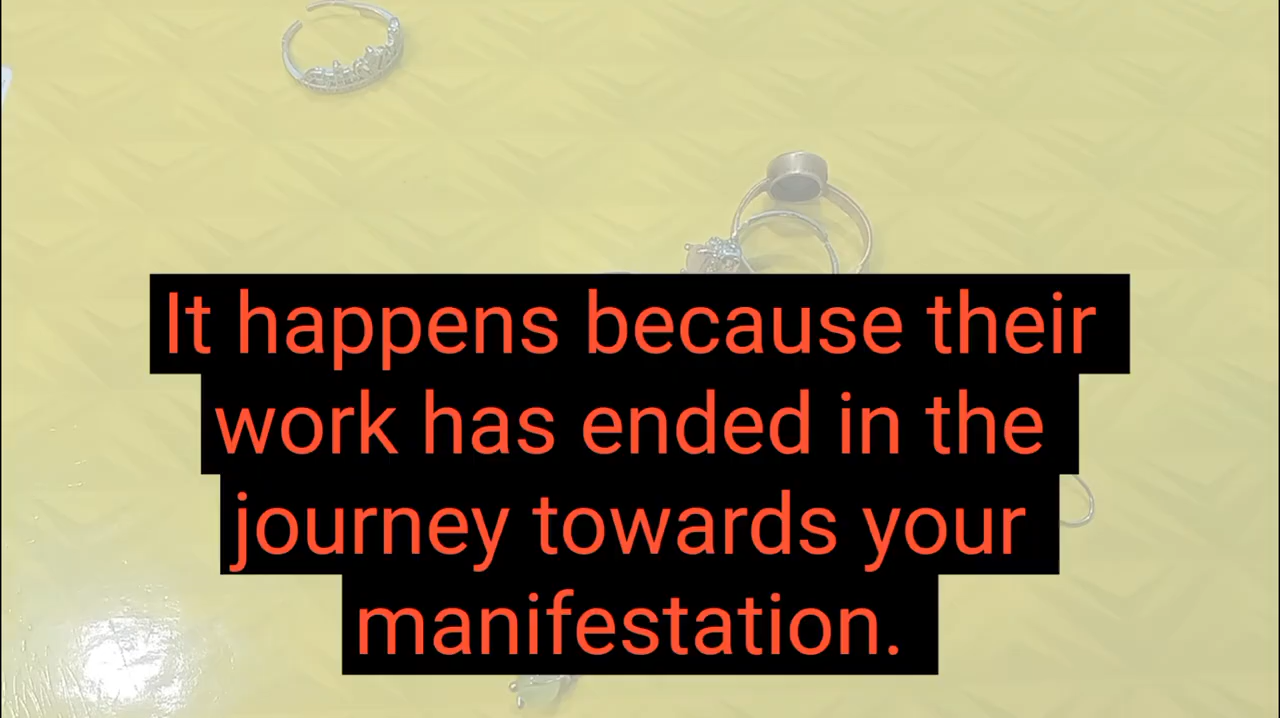 It happens because their
work has ended in the
journey towards your
manifestation.